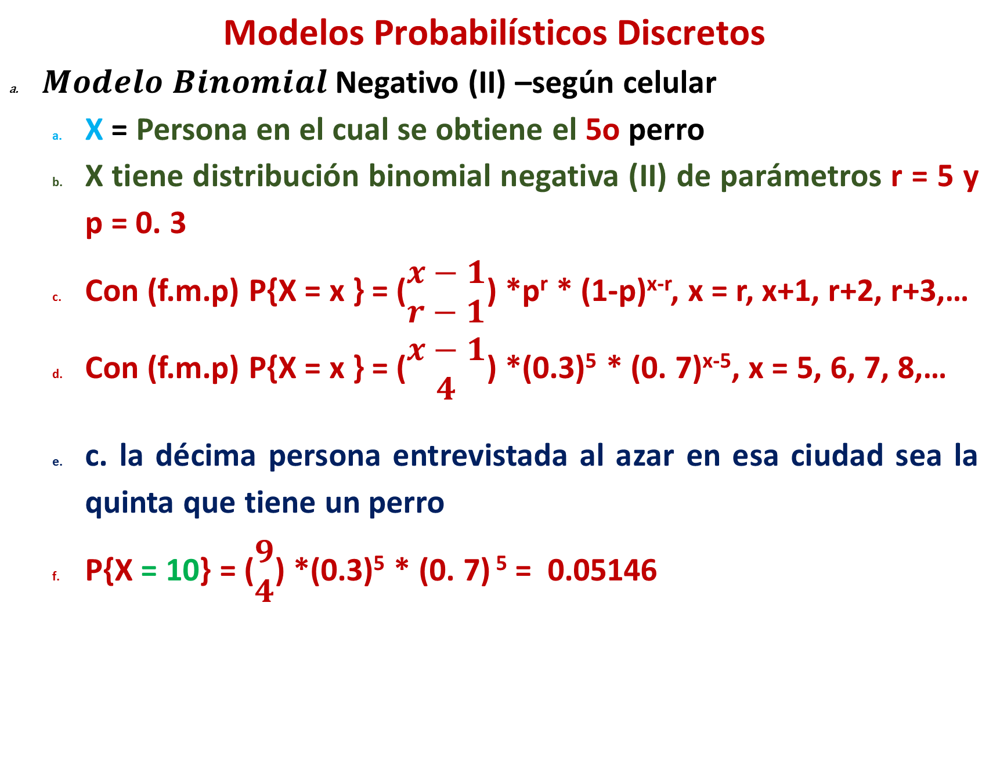 Modelos Probabilísticos Discretos
a. Modelo Binomial Negativo (II) –según celular
a. X = Persona en el cual se obtiene el 5o perro
b. X tiene distribución binomial negativa (II) de parámetros r = 5 y
p = 0. 3
c. Con (f.m.p) P{X = x } = (x − 1 / r − 1) *p^r * (1-p)^x-r, x = r, x+1, r+2, r+3,...
d. Con (f.m.p) P{X = x } = (x − 1 / 4) *(0.3)^5 * (0. 7)^x-5, x = 5, 6, 7, 8,...
e. c. la décima persona entrevistada al azar en esa ciudad sea la
quinta que tiene un perro
f. P{X = 10} = (9 / 4) *(0.3)^5 * (0. 7) ^5 = 0.05146